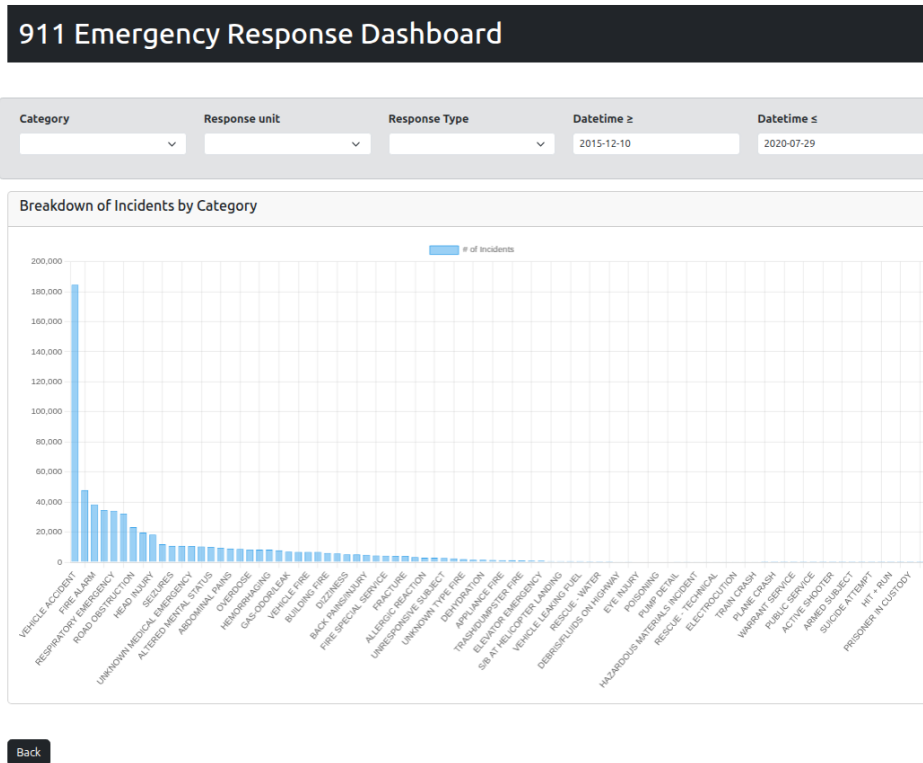 911 Emergency Response Dashboard
Category
Response unit
Response Type
Datetime ≥
Datetime ≤
2015-12-10
2020-07-29
Breakdown of Incidents by Category
# of Incidents
200,000
180,000
160,000
140,000
120,000
100,000
80,000
60,000
40,000
20,000
0
VEHICLE ACCIDENT
FIRE ALARM
RESPIRATORY EMERGENCY
ROAD OBSTRUCTION
HEAD INJURY
SEIZURES
UNKNOWN MEDICAL EMERGENCY
ALTERED MENTAL STATUS
ABDOMINAL PAINS
OVERDOSE
HEMORRHAGING
GAS-ODOR/LEAK
VEHICLE FIRE
BUILDING FIRE
DIZZINESS
BACK PAINS/INJURY
FIRE SPECIAL SERVICE
FRACTURE
ALLERGIC REACTION
UNRESPONSIVE SUBJECT
UNKNOWN TYPE FIRE
DEHYDRATION
APPLIANCE FIRE
TRASH/DUMPSTER FIRE
ELEVATOR EMERGENCY
S/B AT HELICOPTER LANDING
VEHICLE LEAKING FUEL
RESCUE - WATER
DEBRIS/FLUIDS ON HIGHWAY
EYE INJURY
POISONING
PUMP DETAIL
HAZARDOUS MATERIALS INCIDENT
RESCUE - TECHNICAL
ELECTROCUTION
TRAIN CRASH
PLANE CRASH
WARRANT SERVICE
PUBLIC SERVICE
ACTIVE SHOOTER
ARMED SUBJECT
SUICIDE ATTEMPT
HIT + RUN
PRISONER IN CUSTODY
Back